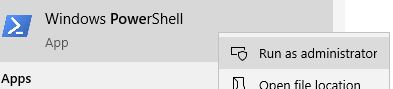 Windows PowerShell
App
Run as administrator
Apps
Open file location